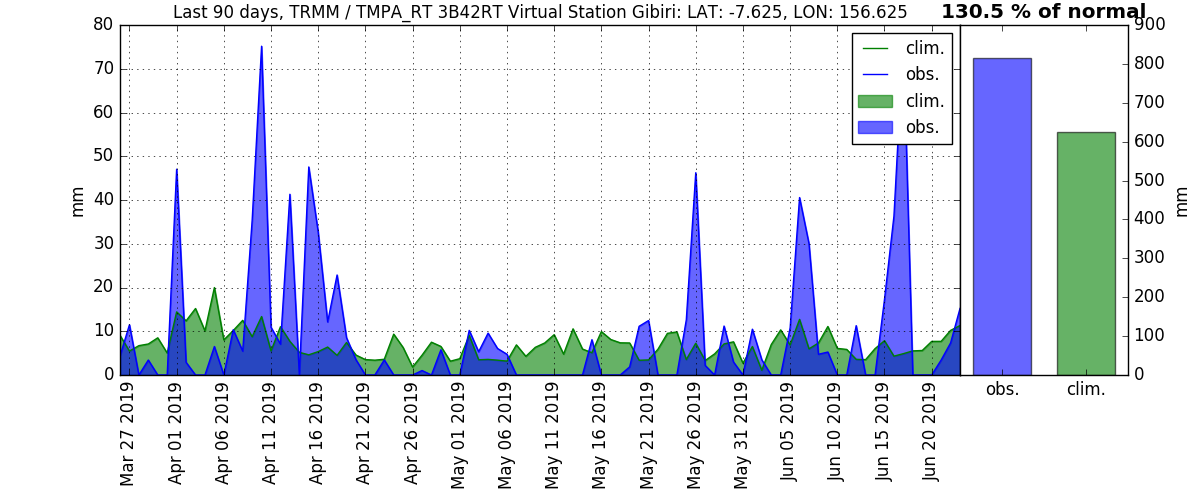 Last 90 days, TRMM / TMPA_RT 3B42RT Virtual Station Gibiri: LAT: -7.625, LON: 156.625
130.5 % of normal
80
70
60
50
40
30
20
10
0
mm
clim.
obs.
clim.
obs.
Mar 27 2019
Apr 01 2019
Apr 06 2019
Apr 11 2019
Apr 16 2019
Apr 21 2019
Apr 26 2019
May 01 2019
May 06 2019
May 11 2019
May 16 2019
May 21 2019
May 26 2019
May 31 2019
Jun 05 2019
Jun 10 2019
Jun 15 2019
Jun 20 2019
900
800
700
600
500
400
300
200
100
0
mm
obs.
clim.